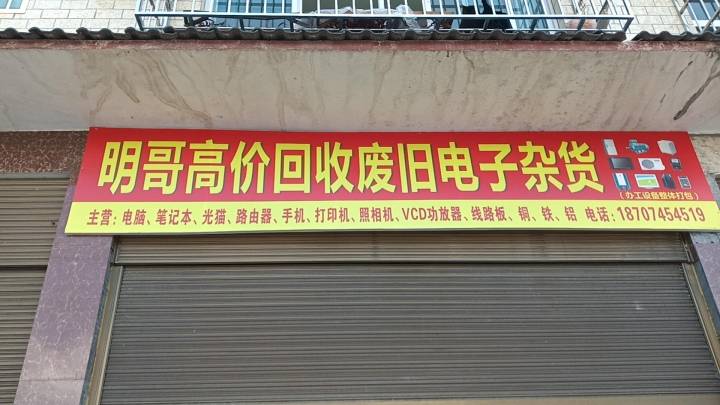 明哥高价回收废旧电子杂货
（办工设备整体打包）
主营：电脑、笔记本、光猫、路由器、手机、打印机、照相机、VCD功放器、线路板、铜、铁、铝 电话：18707454519